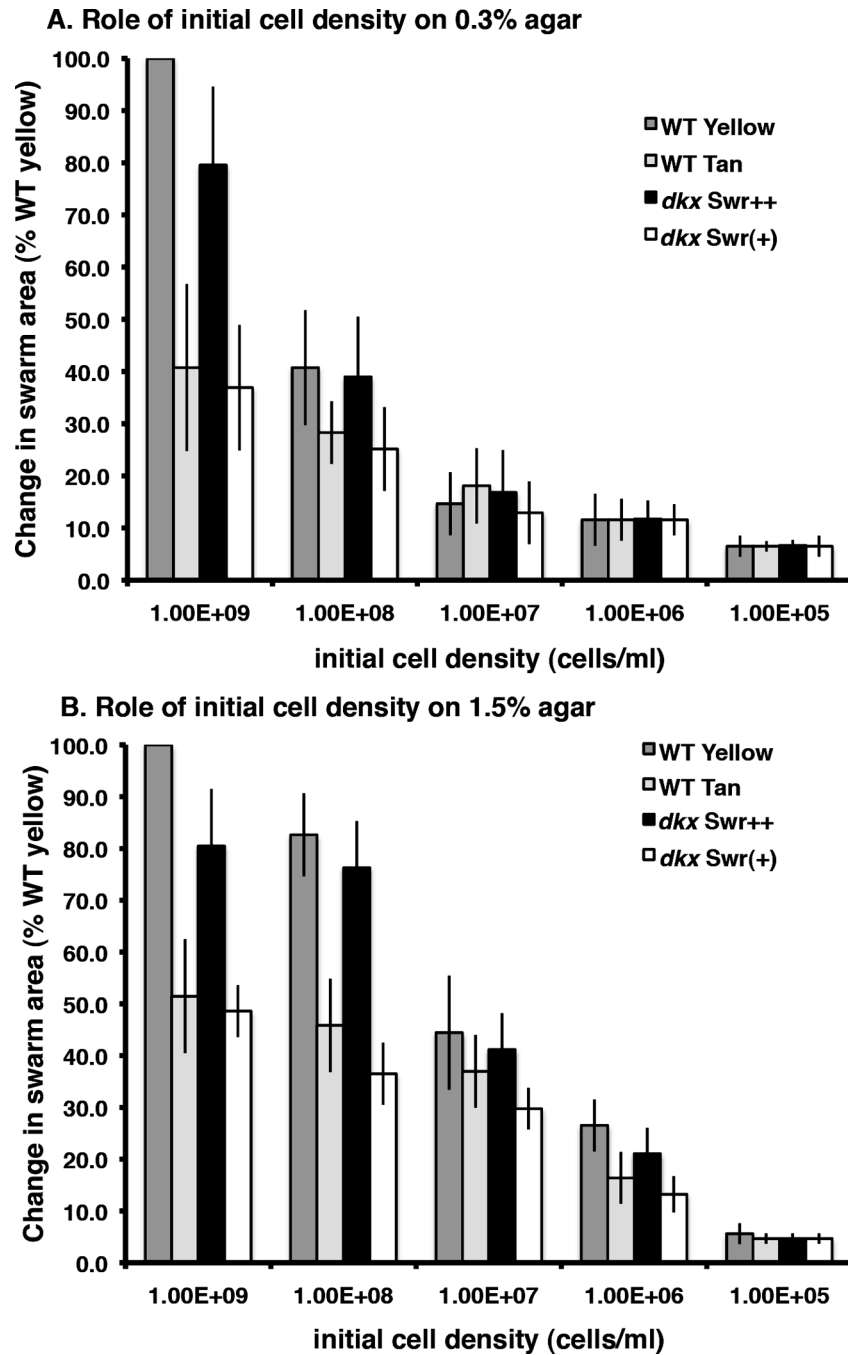 A. Role of initial cell density on 0.3% agar
Change in swarm area (% WT yellow)
100.0
90.0
80.0
70.0
60.0
50.0
40.0
30.0
20.0
10.0
0.0
WT Yellow
WT Tan
dkx Swr++
dkx Swr(+)
1.00E+09 1.00E+08 1.00E+07 1.00E+06 1.00E+05
initial cell density (cells/ml)
B. Role of initial cell density on 1.5% agar
Change in swarm area (% WT yellow)
100.0
90.0
80.0
70.0
60.0
50.0
40.0
30.0
20.0
10.0
0.0
WT Yellow
WT Tan
dkx Swr++
dkx Swr(+)
1.00E+09 1.00E+08 1.00E+07 1.00E+06 1.00E+05
initial cell density (cells/ml)